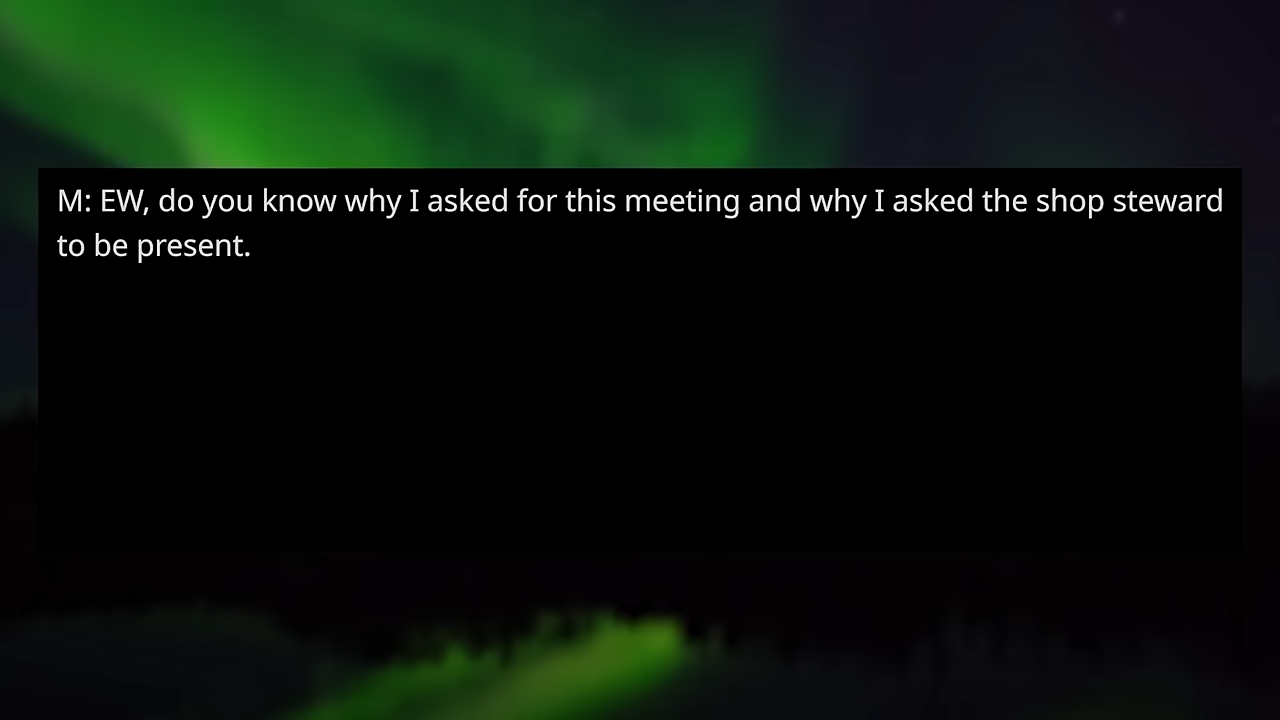 M: EW, do you know why I asked for this meeting and why I asked the shop steward
to be present.